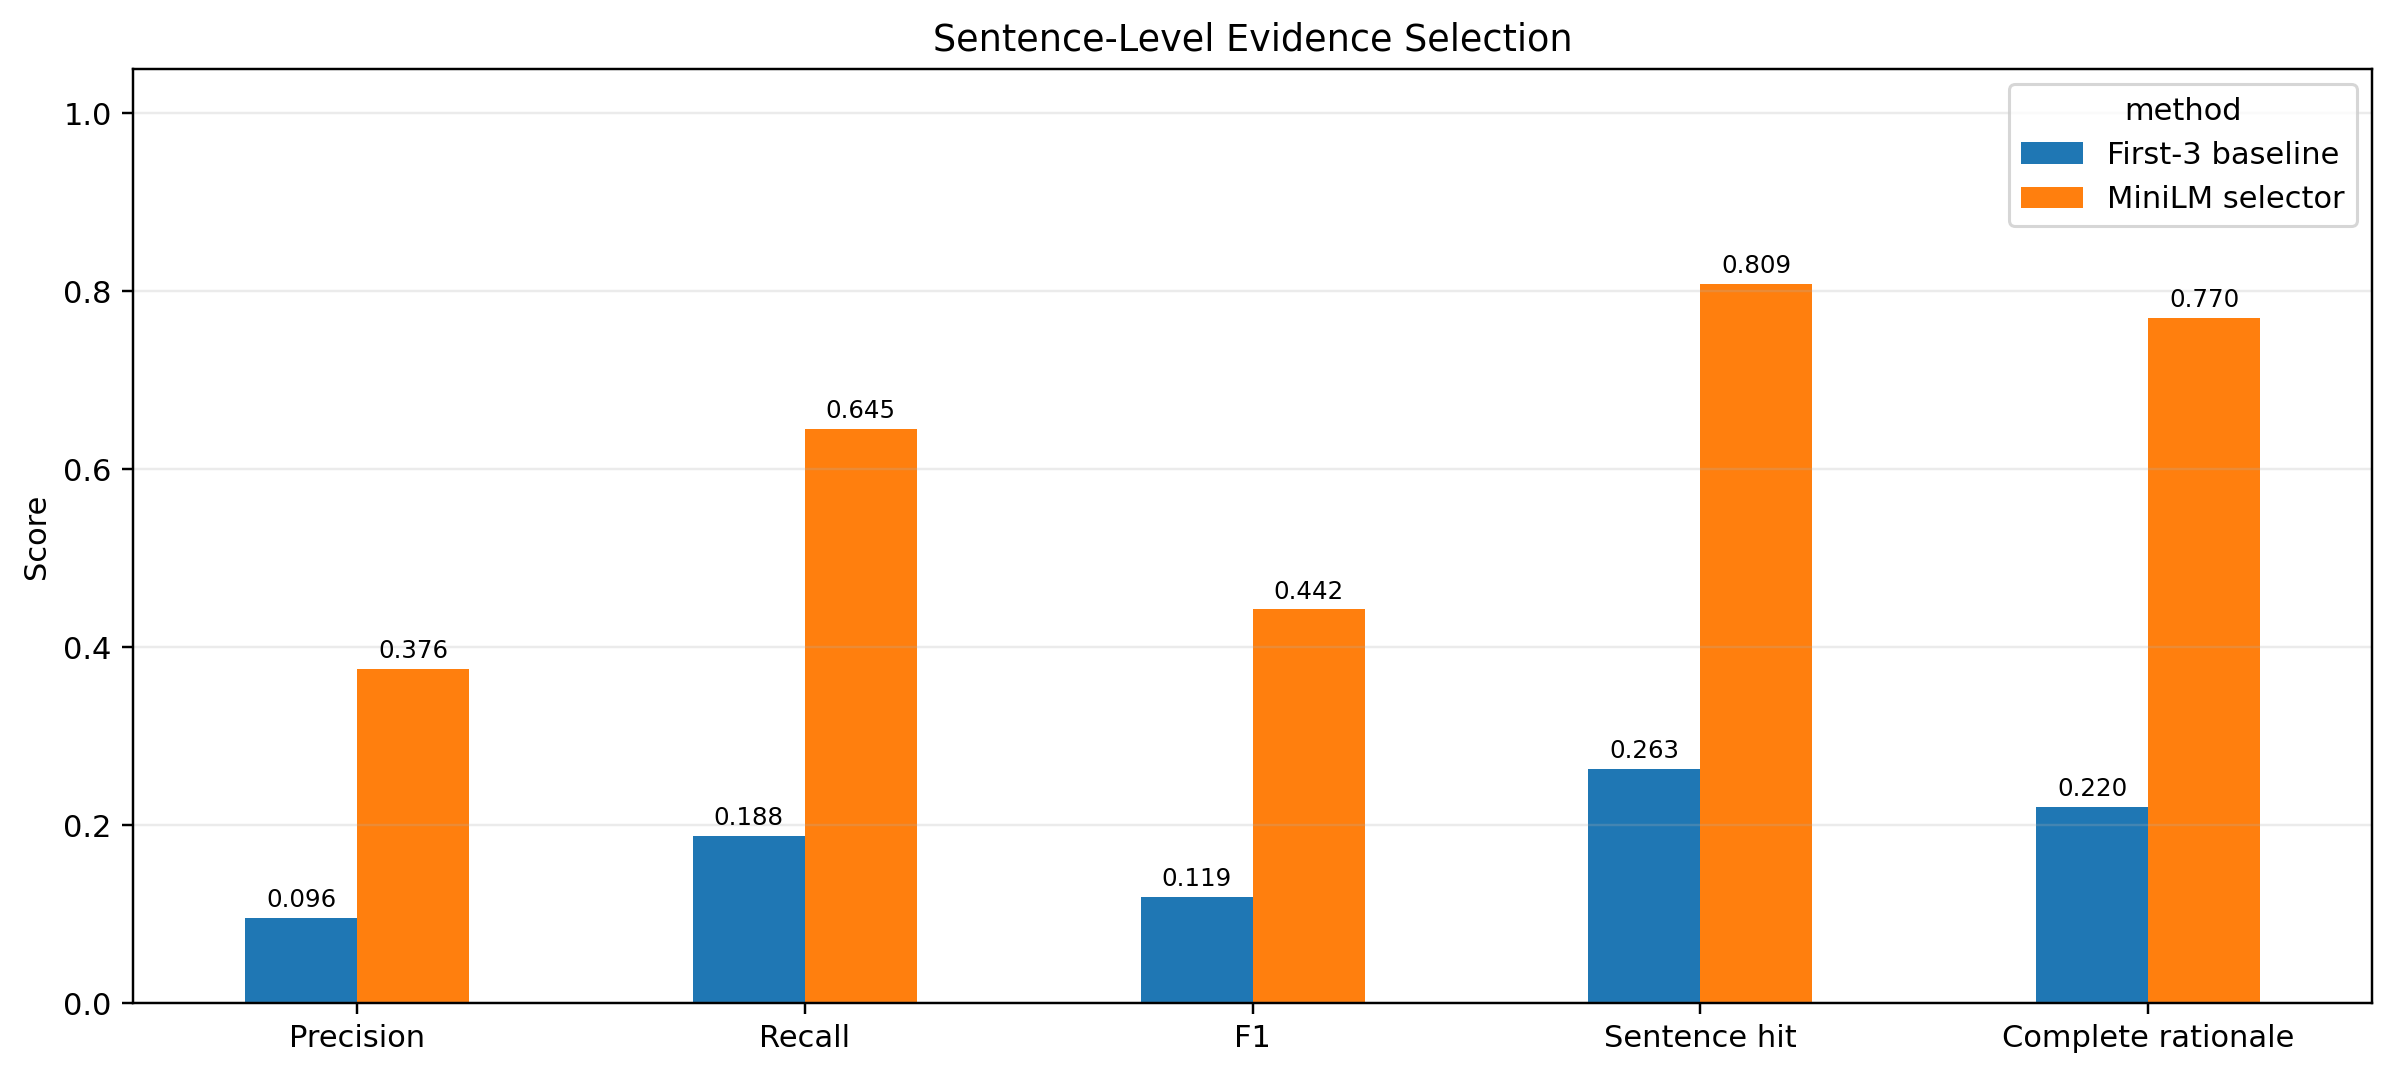 Sentence-Level Evidence Selection
method
First-3 baseline
MiniLM selector
Score
1.0
0.8
0.6
0.4
0.2
0.0
0.096
0.376
0.188
0.645
0.119
0.442
0.263
0.809
0.220
0.770
Precision
Recall
F1
Sentence hit
Complete rationale